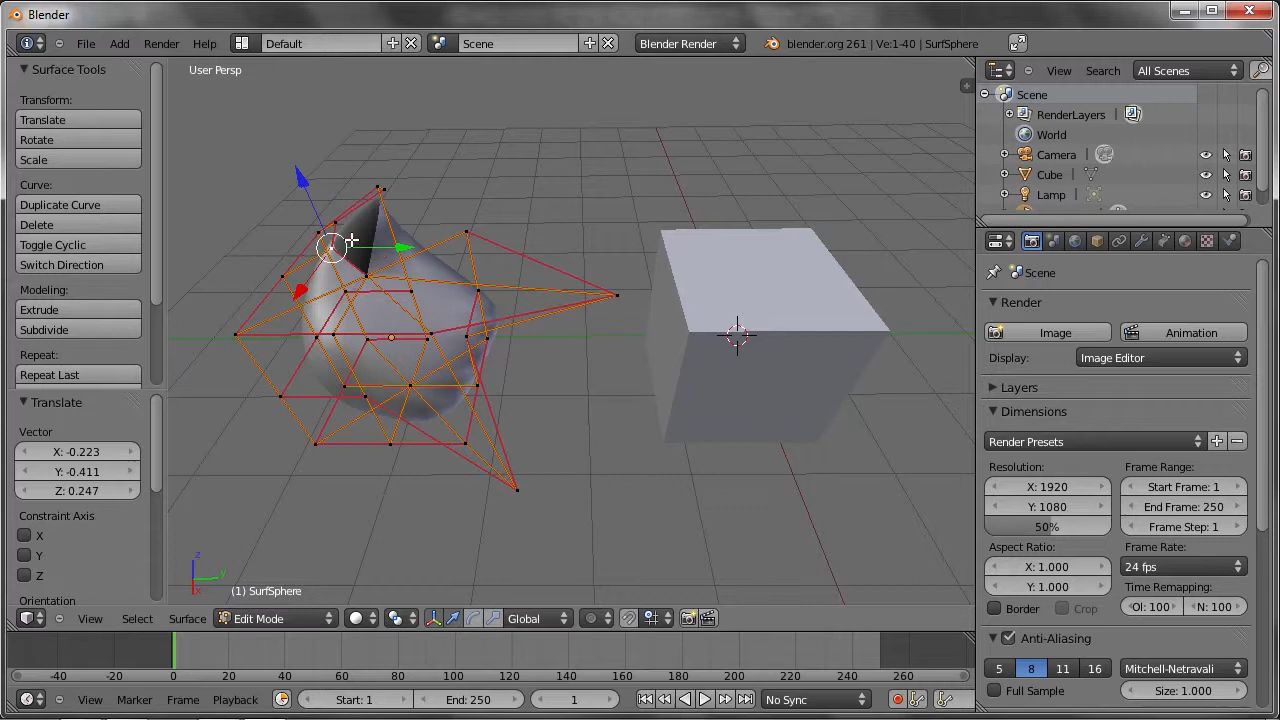 Blender
File Add Render Help Default Scene Blender Render blender.org 261 | Ve:1-40 | SurfSphere
Surface Tools
Transform:
Translate
Rotate
Scale
Curve:
Duplicate Curve
Delete
Toggle Cyclic
Switch Direction
Modeling:
Extrude
Subdivide
Repeat:
Repeat Last
Translate
Vector
X: -0.223
Y: -0.411
Z: 0.247
Constraint Axis
X
Y
Z
Orientation
User Persp
z
y
x
(1) SurfSphere
View Select Surface Edit Mode Global
-40 -20 0 20 40 60 80 100 120 140 160 180 200 220 240 260
View Marker Frame Playback Start: 1 End: 250 1 No Sync
View Search All Scenes
Scene
RenderLayers
World
Camera
Cube
Lamp
Scene
Render
Image Animation
Display: Image Editor
Layers
Dimensions
Render Presets
Resolution: Frame Range:
X: 1920 Start Frame: 1
Y: 1080 End Frame: 250
50% Frame Step: 1
Aspect Ratio: Frame Rate:
X: 1.000 24 fps
Y: 1.000 Time Remapping:
Border Crop Ol: 100 N: 100
Anti-Aliasing
5 8 11 16 Mitchell-Netravali
Full Sample Size: 1.000